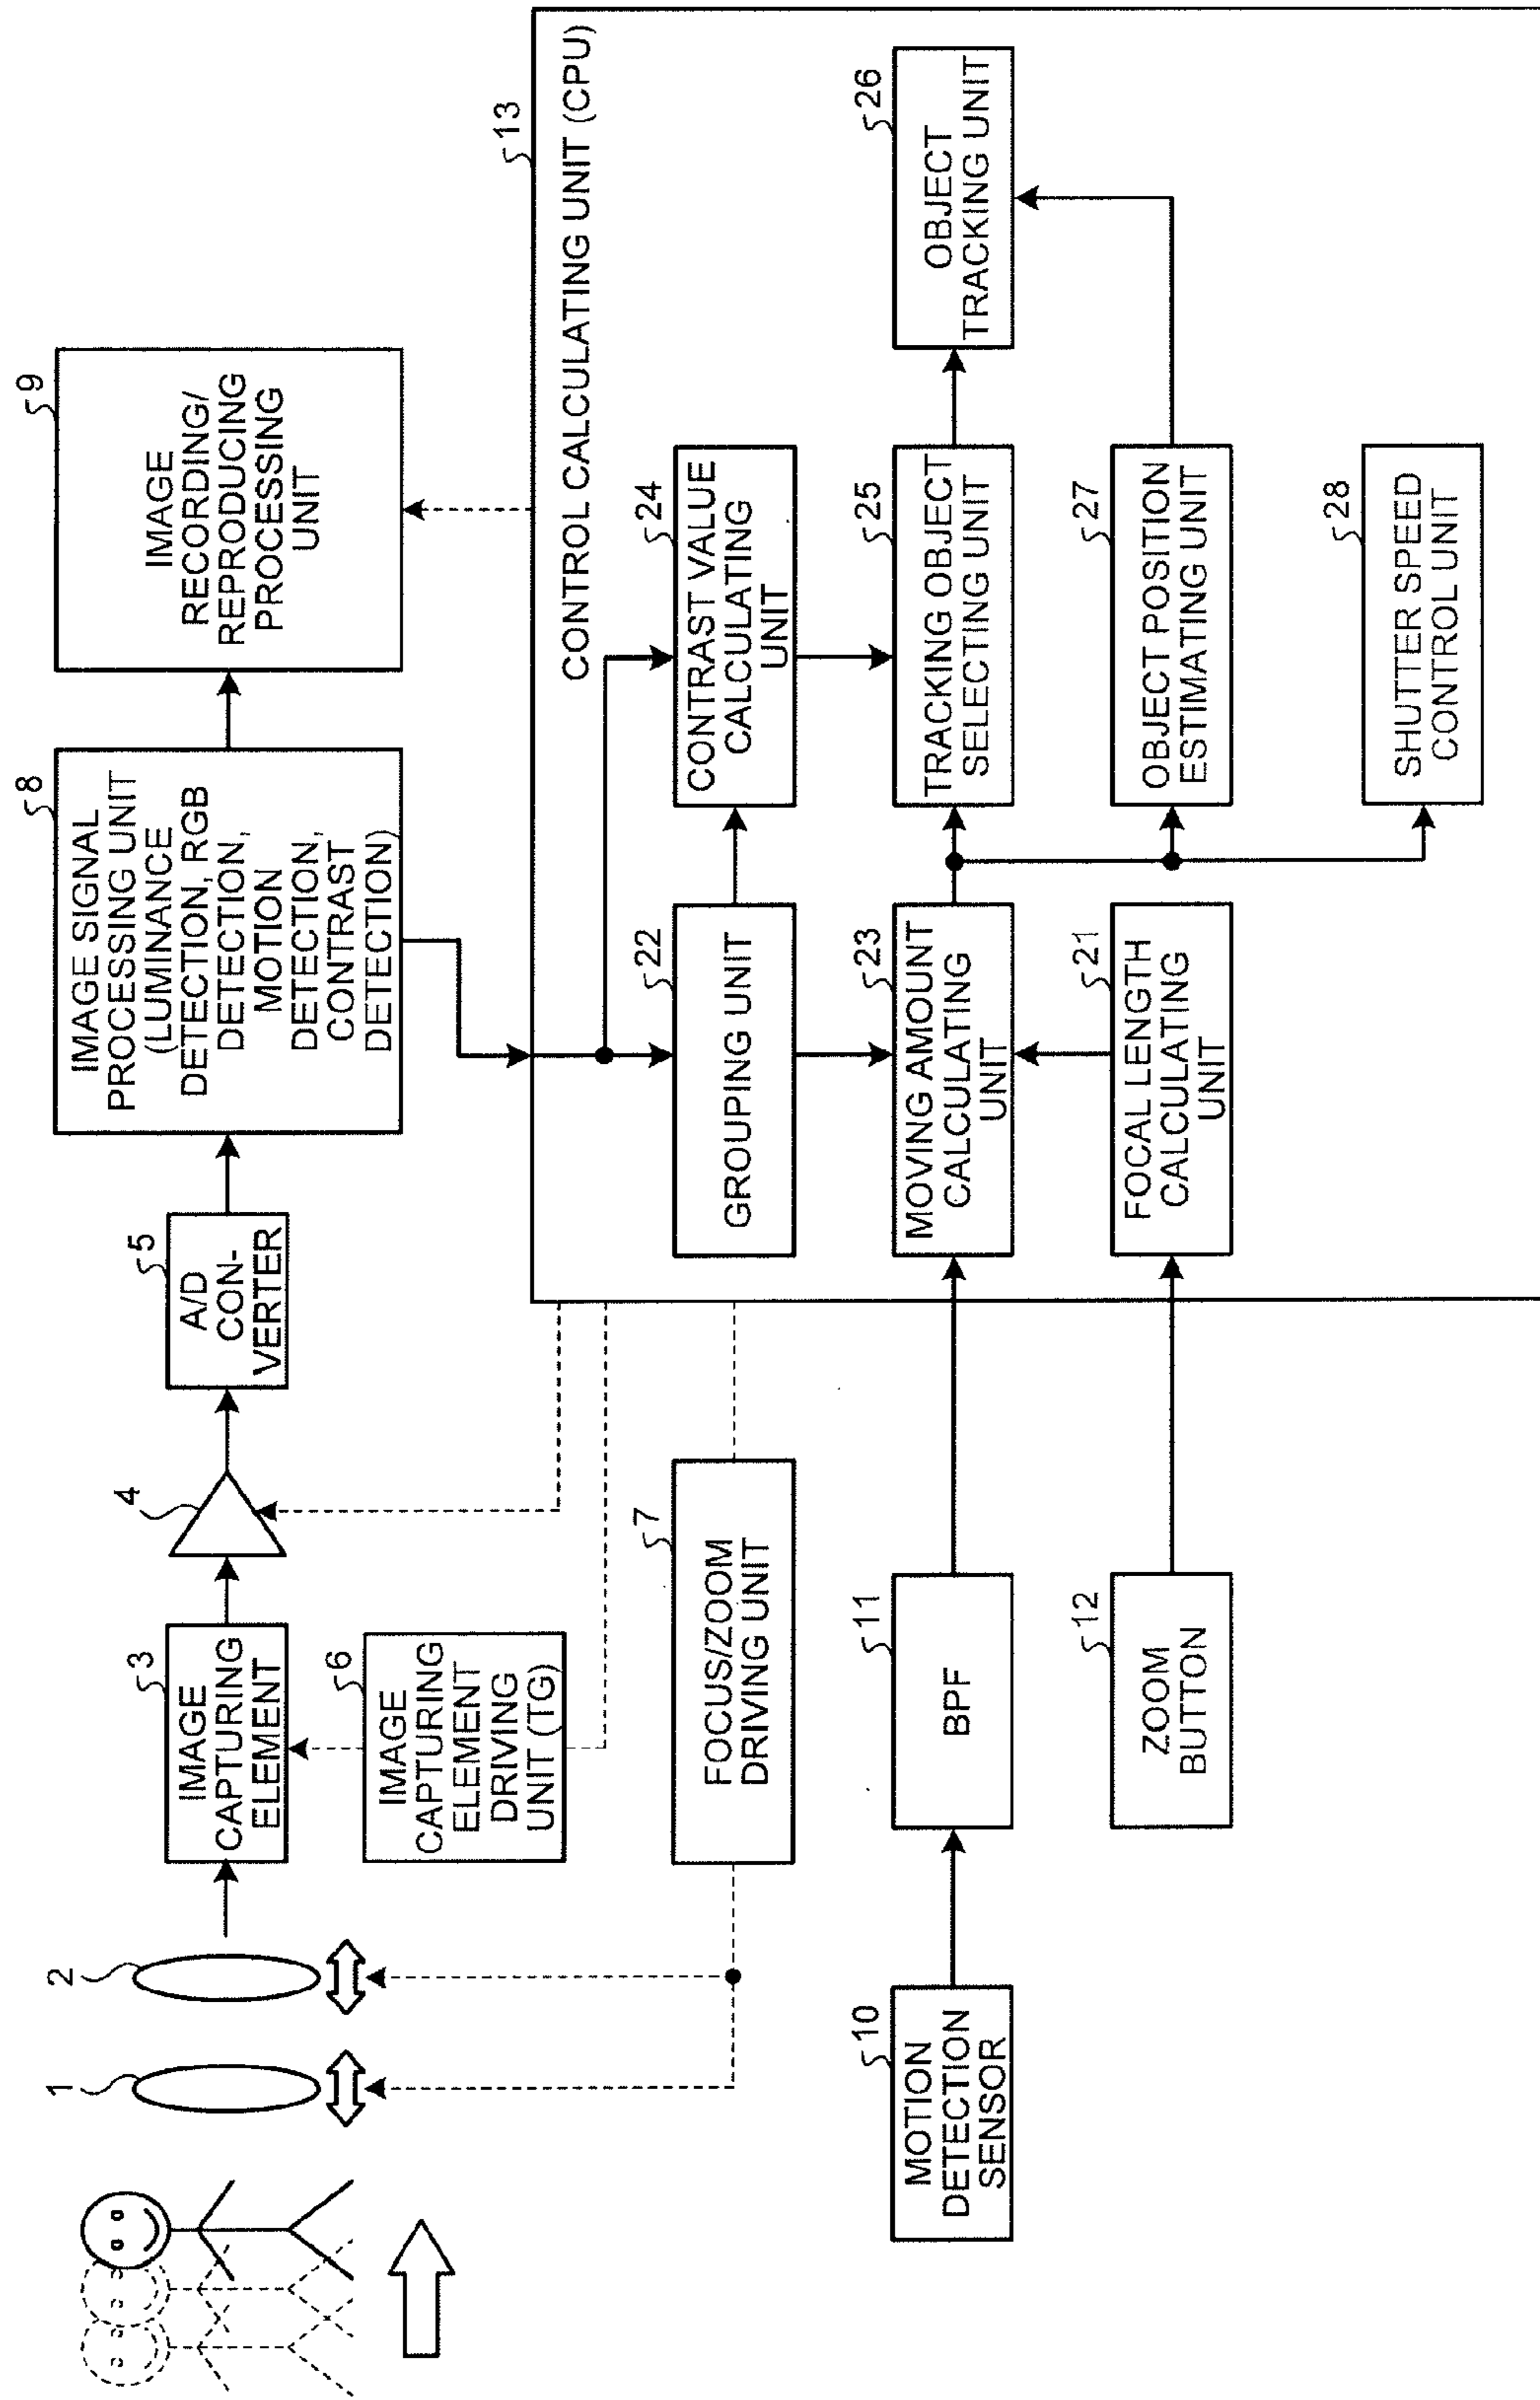 1
2
3
IMAGE
CAPTURING
ELEMENT
4
5
A/D
CON-
VERTER
8
IMAGE SIGNAL
PROCESSING UNIT
(LUMINANCE
DETECTION, RGB
DETECTION,
MOTION
DETECTION,
CONTRAST
DETECTION)
9
IMAGE
RECORDING/
REPRODUCING
PROCESSING
UNIT
6
IMAGE
CAPTURING
ELEMENT
DRIVING
UNIT (TG)
7
FOCUS/ZOOM
DRIVING UNIT
13
CONTROL CALCULATING UNIT (CPU)
22
GROUPING UNIT
24
CONTRAST VALUE
CALCULATING
UNIT
10
MOTION
DETECTION
SENSOR
11
BPF
23
MOVING AMOUNT
CALCULATING
UNIT
25
TRACKING OBJECT
SELECTING UNIT
26
OBJECT
TRACKING UNIT
12
ZOOM
BUTTON
21
FOCAL LENGTH
CALCULATING
UNIT
27
OBJECT POSITION
ESTIMATING UNIT
28
SHUTTER SPEED
CONTROL UNIT